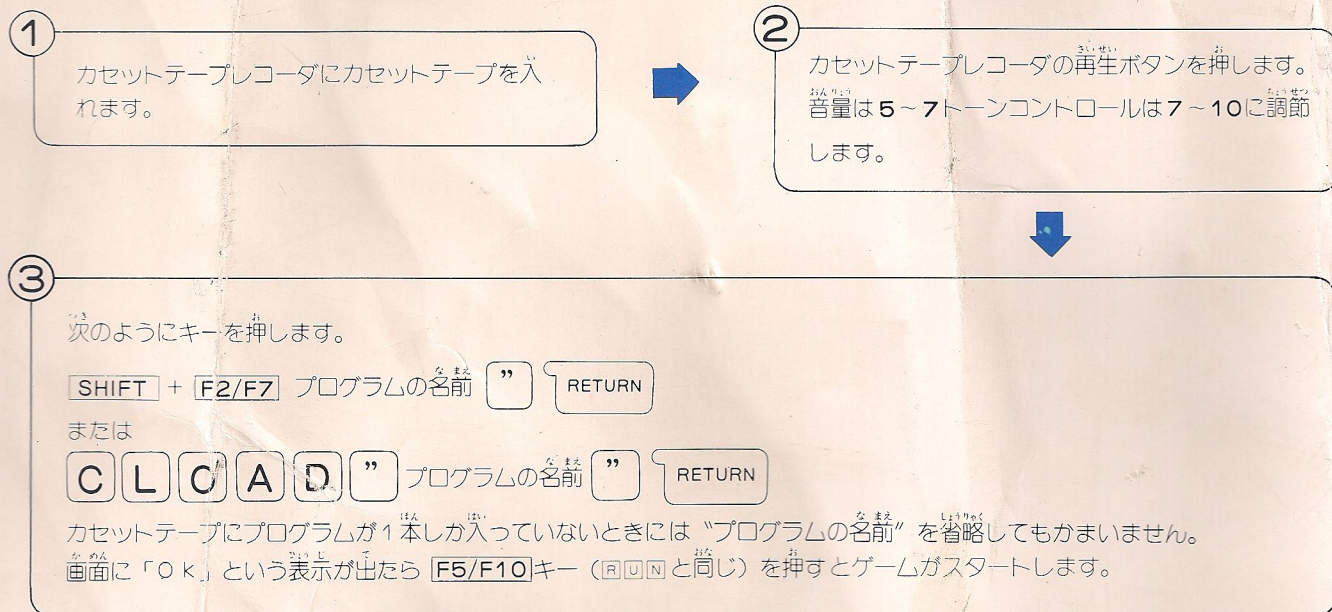 ①
カセットテープレコーダにカセットテープを入
れます。
②
カセットテープレコーダの再生ボタンを押します。
音量は5～7トーンコントロールは7～10に調節
します。
③
次のようにキーを押します。
SHIFT + F2/F7 プログラムの名前 ” RETURN
または
C L O A D ” プログラムの名前 ” RETURN
カセットテープにプログラムが1本しか入っていないときには “プログラムの名前” を省略してもかまいません。
画面に「Ok」という表示が出たら F5/F10 キー（RUNと同じ）を押すとゲームがスタートします。